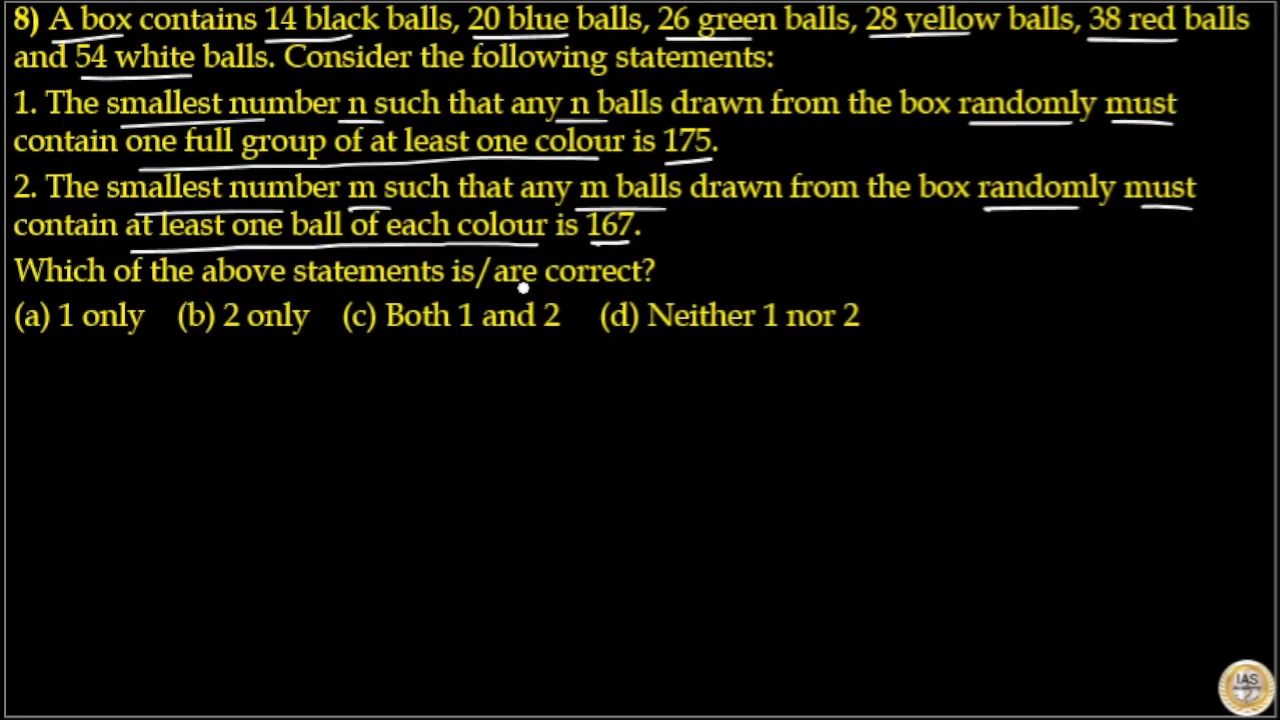 8) A box contains 14 black balls, 20 blue balls, 26 green balls, 28 yellow balls, 38 red balls
and 54 white balls. Consider the following statements:
1. The smallest number n such that any n balls drawn from the box randomly must
contain one full group of at least one colour is 175.
2. The smallest number m such that any m balls drawn from the box randomly must
contain at least one ball of each colour is 167.
Which of the above statements is/are correct?
(a) 1 only (b) 2 only (c) Both 1 and 2 (d) Neither 1 nor 2
IAS